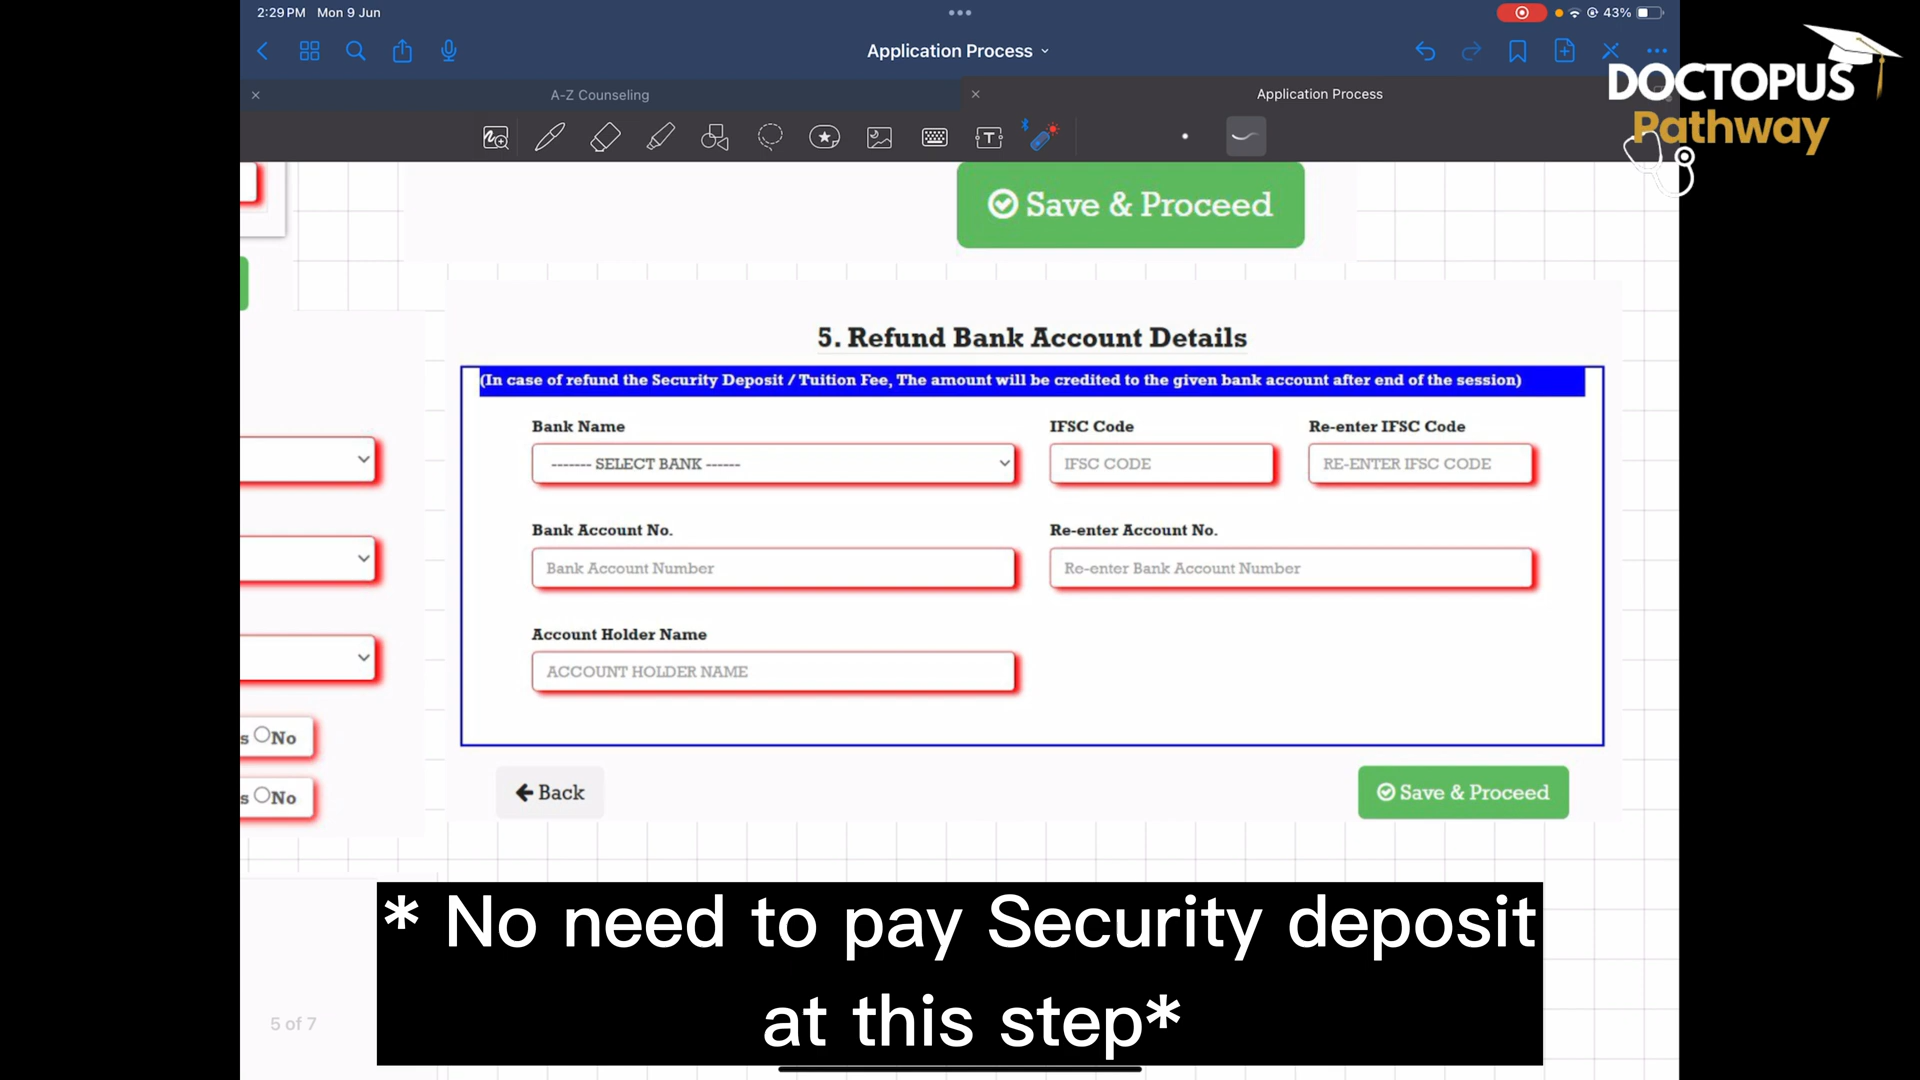 2:29 PM Mon 9 Jun
43%
Application Process
A-Z Counseling
Application Process
DOCTOPUS
Pathway
Save & Proceed
5. Refund Bank Account Details
(In case of refund the Security Deposit / Tuition Fee, The amount will be credited to the given bank account after end of the session)
Bank Name
IFSC Code
Re-enter IFSC Code
------- SELECT BANK ------
IFSC CODE
RE-ENTER IFSC CODE
Bank Account No.
Re-enter Account No.
Bank Account Number
Re-enter Bank Account Number
Account Holder Name
ACCOUNT HOLDER NAME
s No
s No
Back
Save & Proceed
* No need to pay Security deposit
at this step*
5 of 7